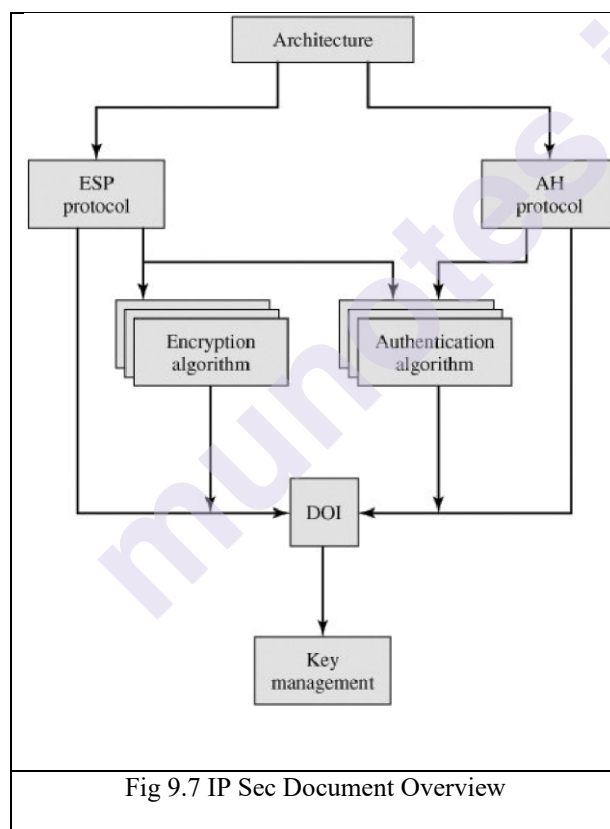 Architecture
ESP
protocol
AH
protocol
Encryption
algorithm
Authentication
algorithm
DOI
Key
management
munotes.i
Fig 9.7 IP Sec Document Overview